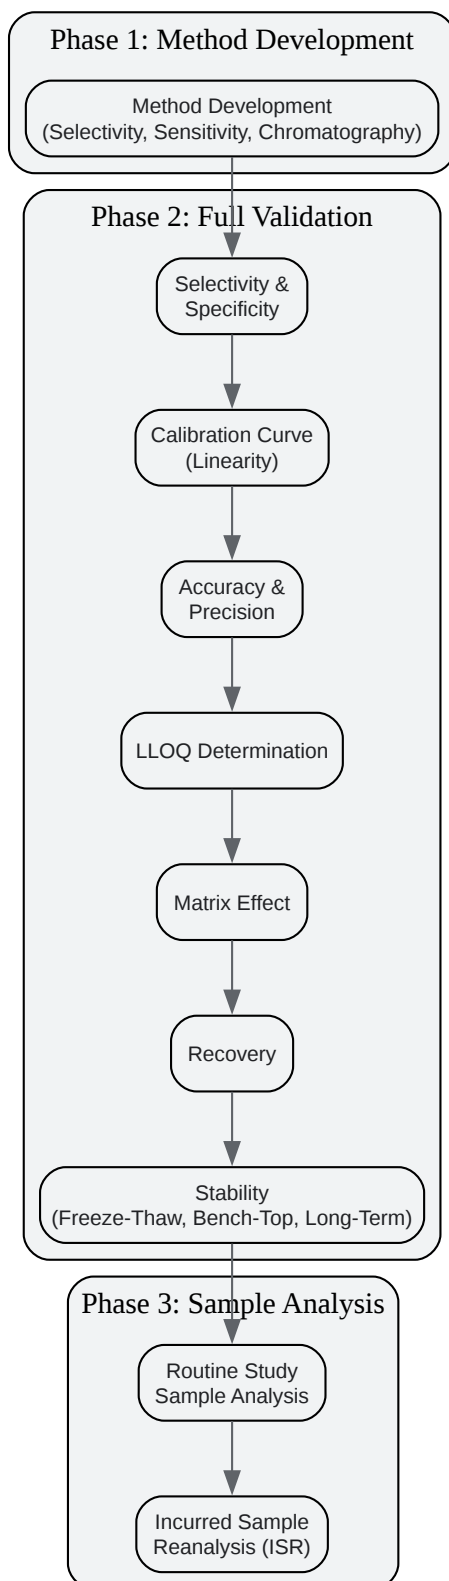 Phase 1: Method Development
Method Development
(Selectivity, Sensitivity, Chromatography)
Phase 2: Full Validation
Selectivity &
Specificity
Calibration Curve
(Linearity)
Accuracy &
Precision
LLOQ Determination
Matrix Effect
Recovery
Stability
(Freeze-Thaw, Bench-Top, Long-Term)
Phase 3: Sample Analysis
Routine Study
Sample Analysis
Incurred Sample
Reanalysis (ISR)